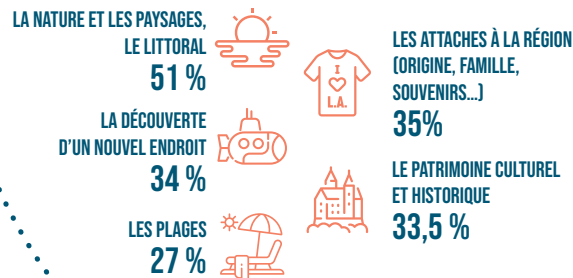 LA NATURE ET LES PAYSAGES,
LE LITTORAL
51 %
LES ATTACHES À LA RÉGION
(ORIGINE, FAMILLE,
SOUVENIRS...)
35%
I
L.A.
LA DÉCOUVERTE
D'UN NOUVEL ENDROIT
34 %
LE PATRIMOINE CULTUREL
ET HISTORIQUE
33,5 %
LES PLAGES
27 %